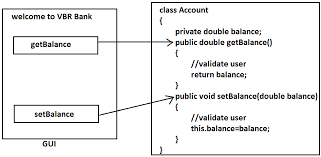 welcome to VBR Bank
getBalance
setBalance
GUI
class Account
{
private double balance;
public double getBalance()
{
//validate user
return balance;
}
public void setBalance(double balance)
{
//validate user
this.balance=balance;
}
}